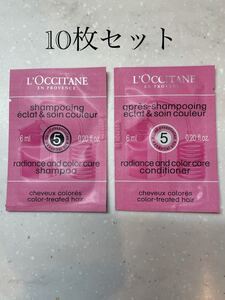 10枚セット
L'OCCITANE
EN PROVENCE
shampooing
éclat & soin couleur
6 ml
5
0.20 fl.oz.
radiance and color care
shampoo
cheveux colorés
color-treated hair
L'OCCITANE
EN PROVENCE
après-shampooing
éclat & soin couleur
6 ml
5
0.20 fl.oz.
radiance and color care
conditioner
cheveux colorés
color-treated hair